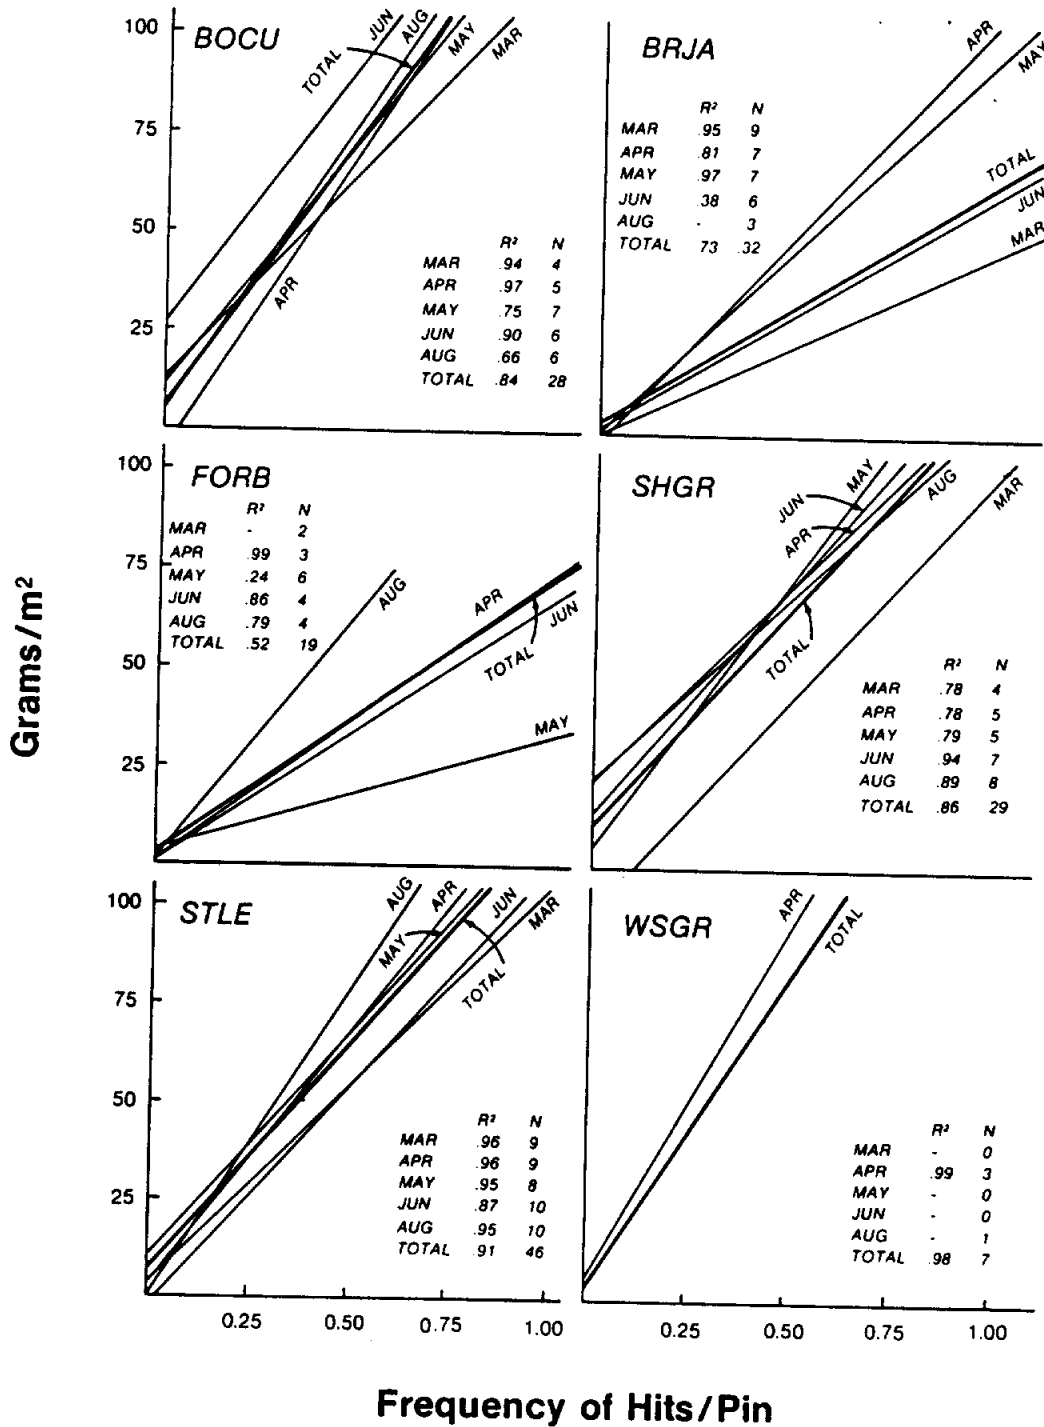 Grams/m²
100
75
50
25
BOCU
TOTAL
JUN
AUG
MAY
MAR
APR
R² N
MAR .94 4
APR .97 5
MAY .75 7
JUN .90 6
AUG .66 6
TOTAL .84 28
BRJA
APR
MAY
TOTAL
JUN
MAR
R² N
MAR .95 9
APR .81 7
MAY .97 7
JUN .38 6
AUG - 3
TOTAL 73 .32
100
75
50
25
FORB
R² N
MAR - 2
APR .99 3
MAY .24 6
JUN .86 4
AUG .79 4
TOTAL .52 19
AUG
APR
JUN
TOTAL
MAY
SHGR
JUN
MAY
APR
AUG
MAR
TOTAL
R² N
MAR .78 4
APR .78 5
MAY .79 5
JUN .94 7
AUG .89 8
TOTAL .86 29
100
75
50
25
STLE
AUG
APR
JUN
MAR
MAY
TOTAL
R² N
MAR .96 9
APR .96 9
MAY .95 8
JUN .87 10
AUG .95 10
TOTAL .91 46
0.25 0.50 0.75 1.00
WSGR
APR
TOTAL
R² N
MAR - 0
APR .99 3
MAY - 0
JUN - 0
AUG - 1
TOTAL .98 7
0.25 0.50 0.75 1.00
Frequency of Hits/Pin